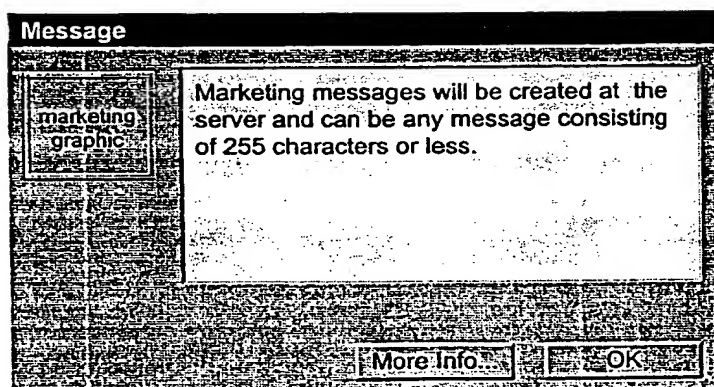 Message
marketing
graphic
Marketing messages will be created at the
server and can be any message consisting
of 255 characters or less.
More Info...
OK